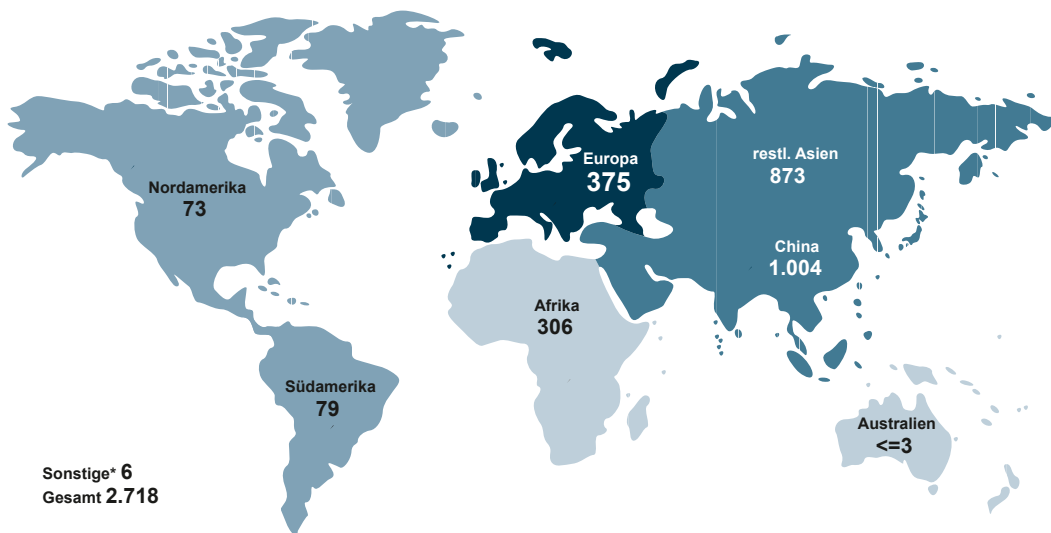 Europa
375
restl. Asien
873
Nordamerika
73
China
1.004
Afrika
306
Südamerika
79
Australien
<=3
Sonstige* 6
Gesamt 2.718